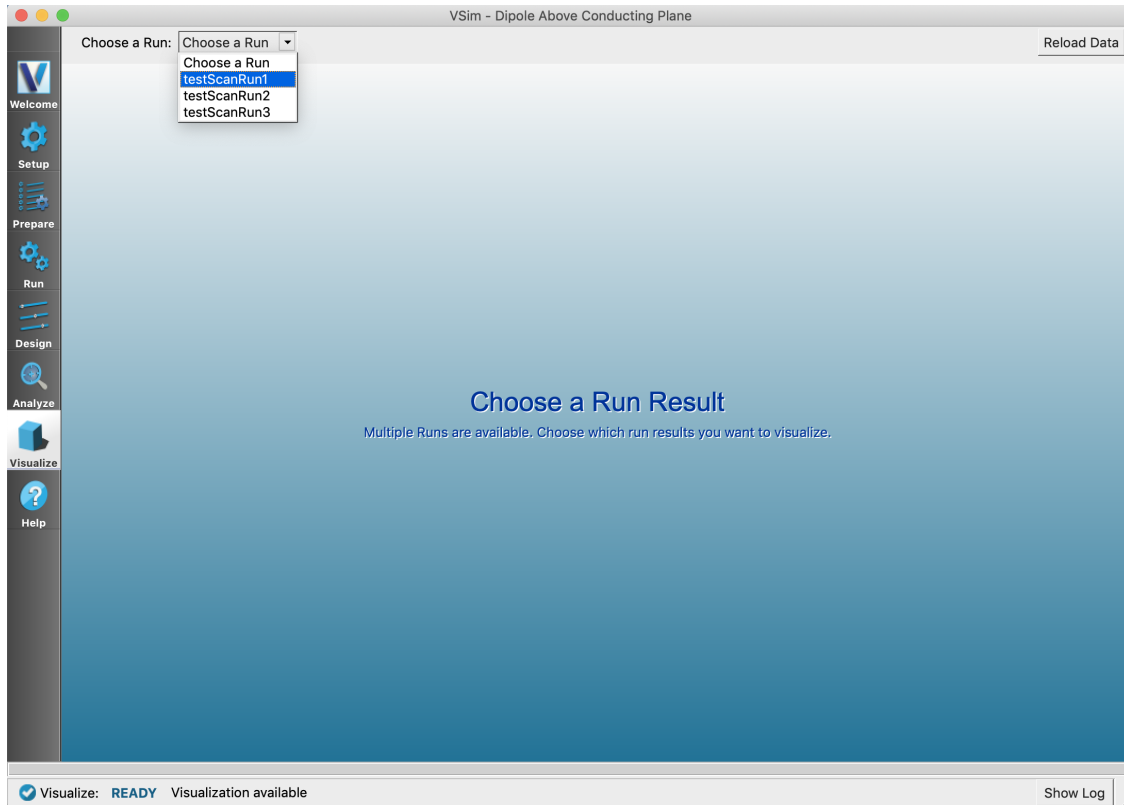 VSim - Dipole Above Conducting Plane
Choose a Run: Choose a Run
Reload Data
Choose a Run
testScanRun1
testScanRun2
testScanRun3
Welcome
Setup
Prepare
Run
Design
Analyze
Visualize
Help
Choose a Run Result
Multiple Runs are available. Choose which run results you want to visualize.
Visualize: READY Visualization available
Show Log